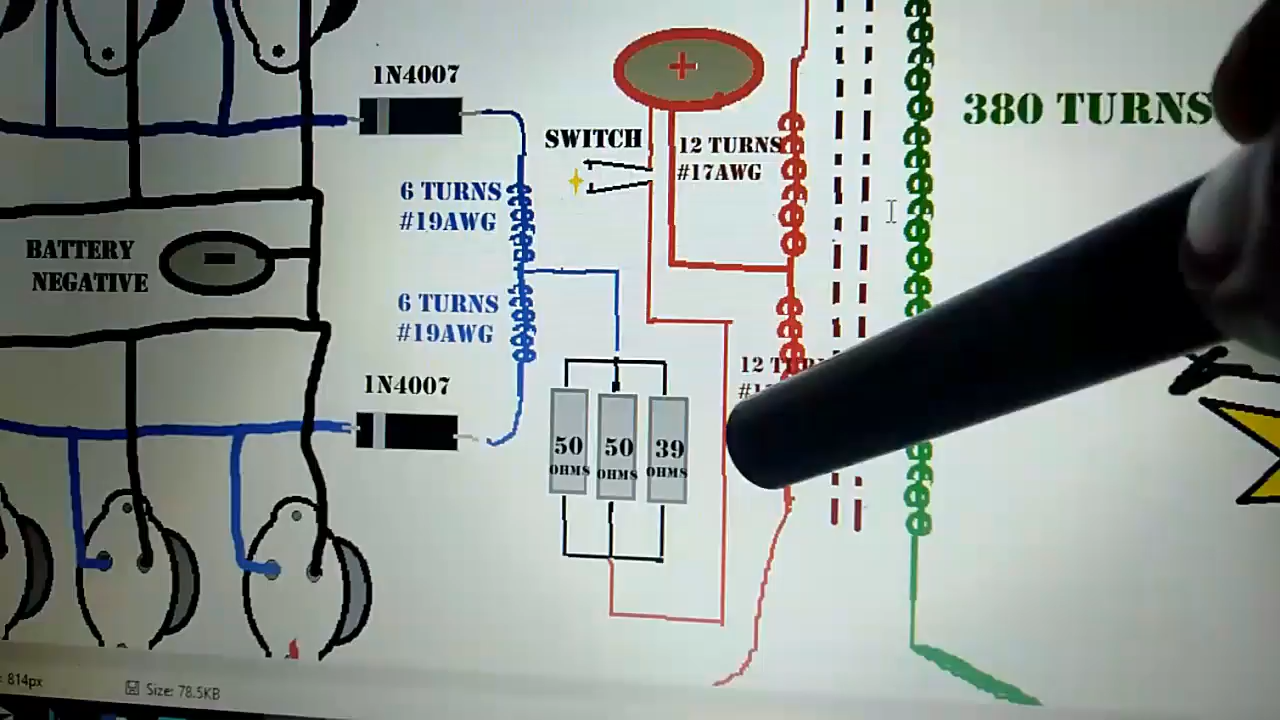 1N4007
+
SWITCH
12 TURNS
#17AWG
380 TURNS
6 TURNS
#19AWG
BATTERY
NEGATIVE
-
6 TURNS
#19AWG
1N4007
12
50
OHMS
50
OHMS
39
OHMS
814px
Size: 78.5KB